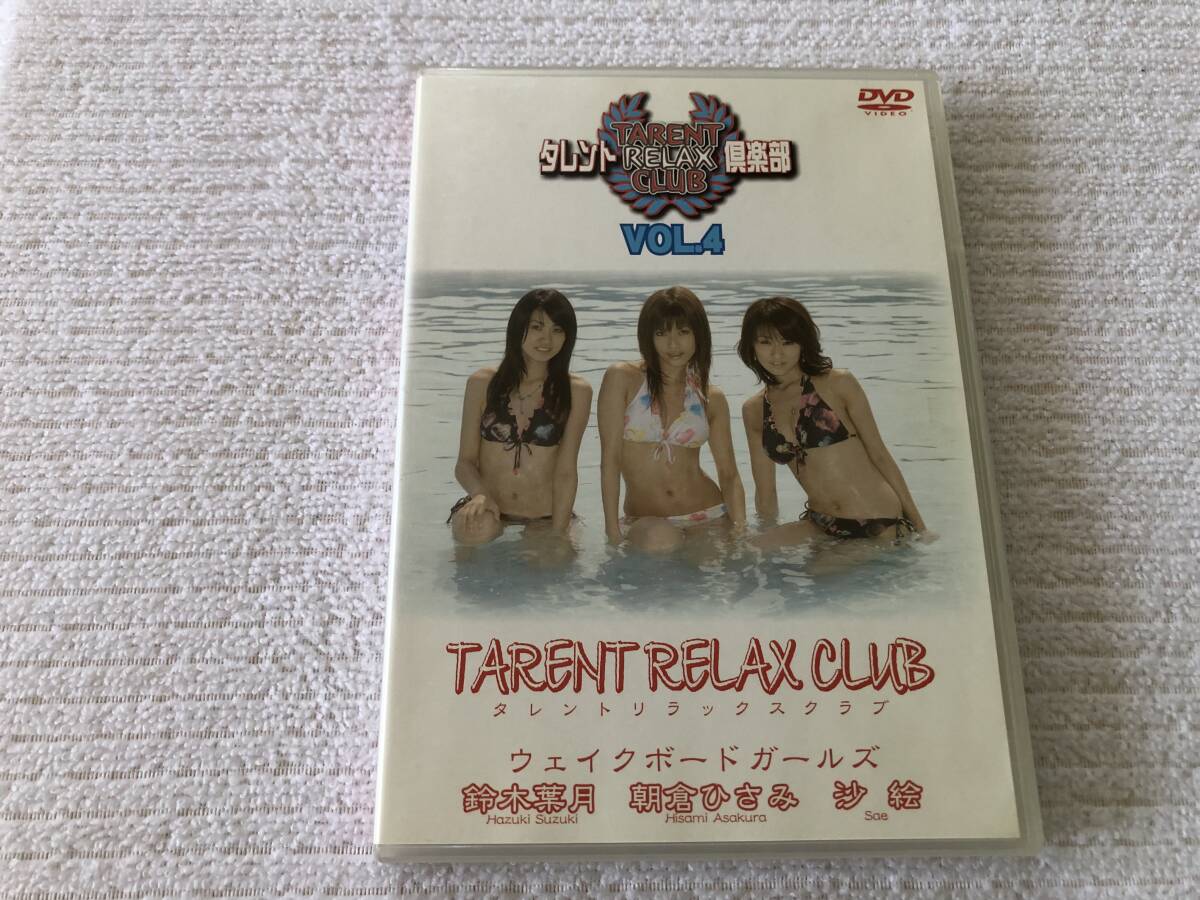 DVD
VIDEO
TARENT
タレント RELAX 倶楽部
CLUB
VOL.4
TARENT RELAX CLUB
タレントリラックスクラブ
ウェイクボードガールズ
鈴木葉月 朝倉ひさみ 沙絵
Hazuki Suzuki Hisami Asakura Sae